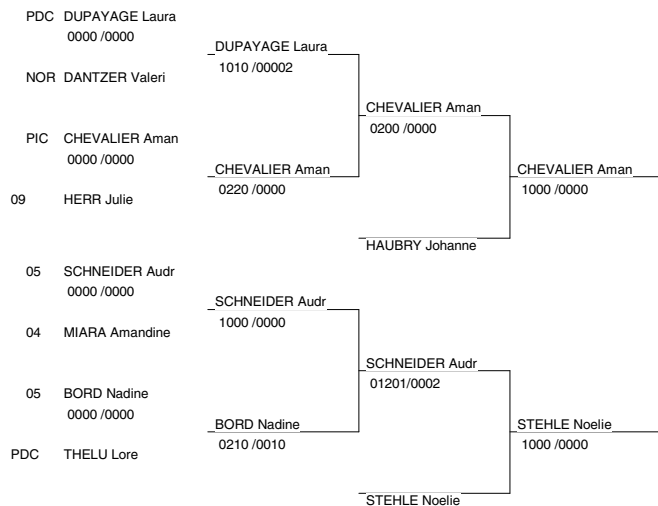 PDC DUPAYAGE Laura
0000 /0000
DUPAYAGE Laura
1010 /00002
NOR DANTZER Valeri
CHEVALIER Aman
0200 /0000
PIC CHEVALIER Aman
0000 /0000
CHEVALIER Aman
0220 /0000
CHEVALIER Aman
1000 /0000
09 HERR Julie
HAUBRY Johanne
05 SCHNEIDER Audr
0000 /0000
SCHNEIDER Audr
1000 /0000
04 MIARA Amandine
SCHNEIDER Audr
01201/0002
05 BORD Nadine
0000 /0000
BORD Nadine
0210 /0010
STEHLE Noelie
1000 /0000
PDC THELU Lore
STEHLE Noelie